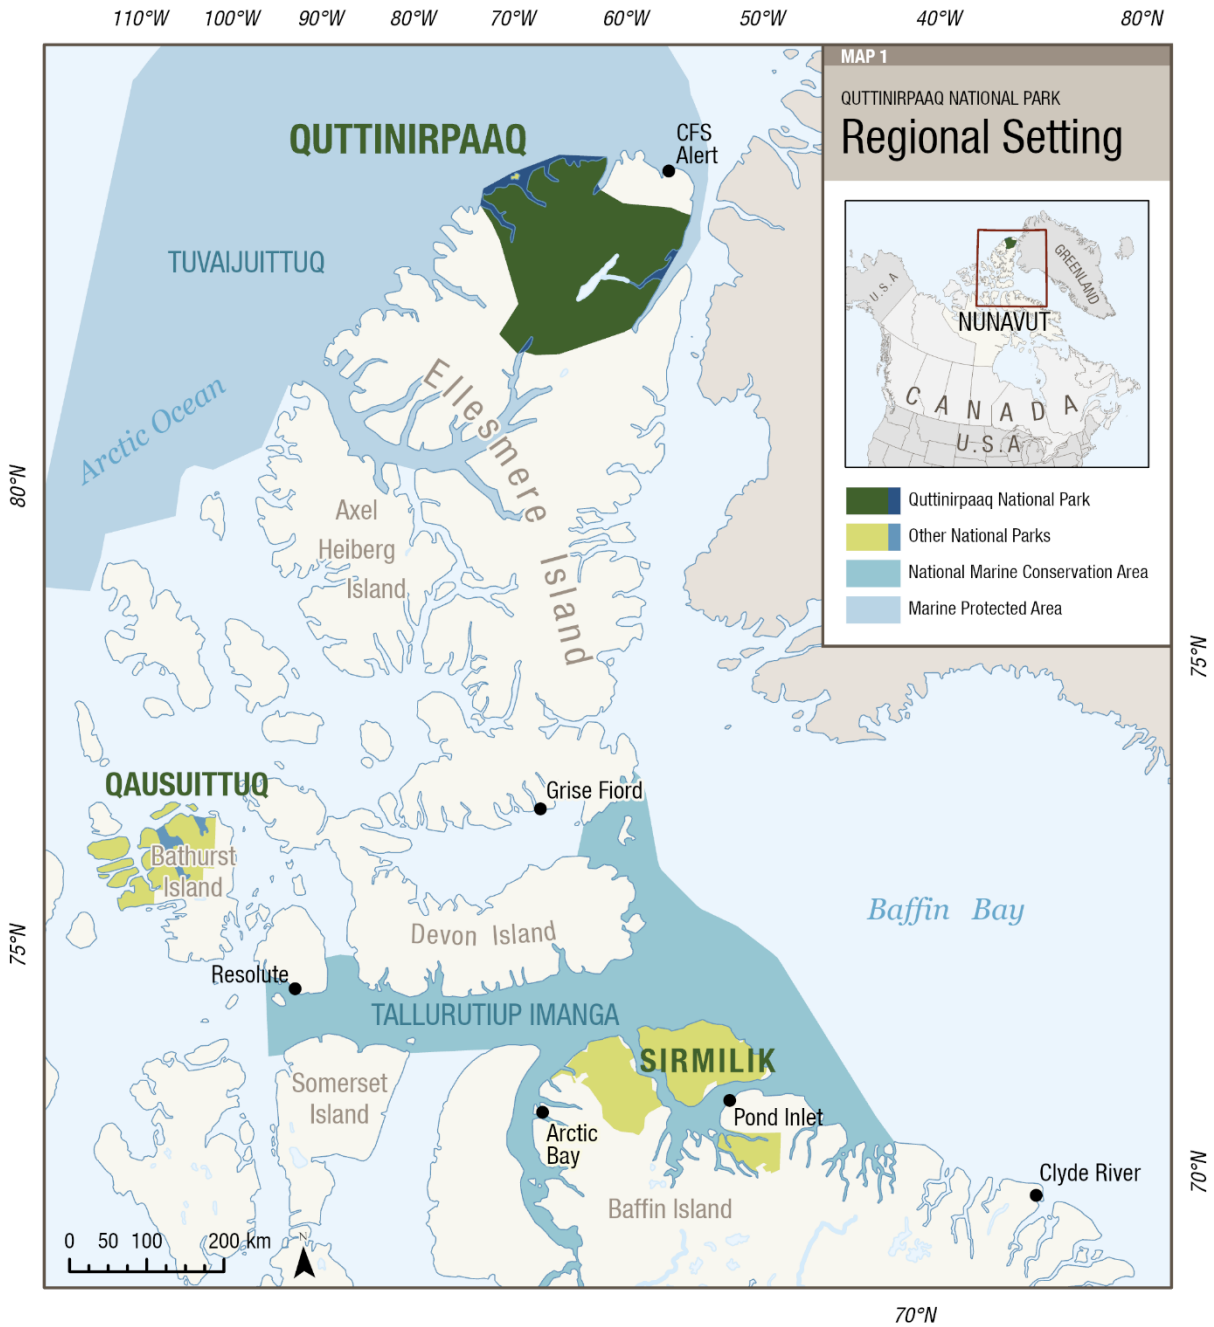 110°W 100°W 90°W 80°W 70°W 60°W 50°W 40°W 80°N
MAP 1
QUTTINIRPAAQ NATIONAL PARK
Regional Setting
QUTTINIRPAAQ
CFS
Alert
TUVAIJUITTUQ
U.S.A
GREENLAND
NUNAVUT
CANADA
U.S.A
Arctic Ocean
Ellesmere Island
80°N
Axel
Heiberg
Island
Quttinirpaaq National Park
Other National Parks
National Marine Conservation Area
Marine Protected Area
75°N
QAUSUITTUQ
Grise Fiord
Bathurst
Island
Baffin Bay
Devon Island
75°N
Resolute
TALLURUTIUP IMANGA
SIRMILIK
Somerset
Island
Pond Inlet
Arctic
Bay
Clyde River
70°N
Baffin Island
0 50 100 200 km
N
70°N